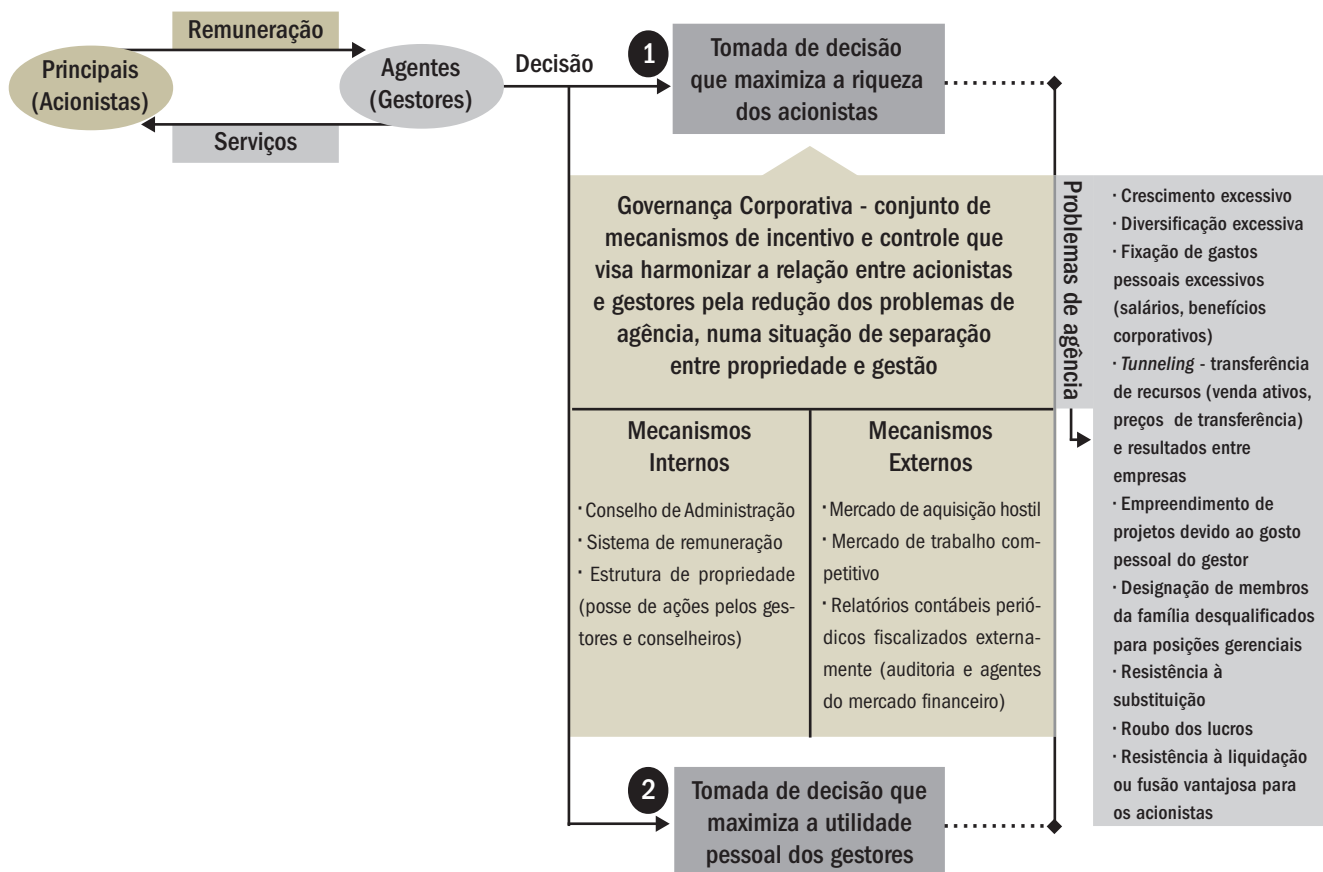 Remuneração
Principais
(Acionistas)
Agentes
(Gestores)
Serviços
Decisão
1
Tomada de decisão
que maximiza a riqueza
dos acionistas
Governança Corporativa - conjunto de
mecanismos de incentivo e controle que
visa harmonizar a relação entre acionistas
e gestores pela redução dos problemas de
agência, numa situação de separação
entre propriedade e gestão
Mecanismos
Internos
· Conselho de Administração
· Sistema de remuneração
· Estrutura de propriedade
(posse de ações pelos ges-
tores e conselheiros)
Mecanismos
Externos
· Mercado de aquisição hostil
· Mercado de trabalho com-
petitivo
· Relatórios contábeis perió-
dicos fiscalizados externa-
mente (auditoria e agentes
do mercado financeiro)
Problemas de agência
· Crescimento excessivo
· Diversificação excessiva
· Fixação de gastos
pessoais excessivos
(salários, benefícios
corporativos)
· Tunneling - transferência
de recursos (venda ativos,
preços de transferência)
e resultados entre
empresas
· Empreendimento de
projetos devido ao gosto
pessoal do gestor
· Designação de membros
da família desqualificados
para posições gerenciais
· Resistência à
substituição
· Roubo dos lucros
· Resistência à liquidação
ou fusão vantajosa para
os acionistas
2
Tomada de decisão que
maximiza a utilidade
pessoal dos gestores